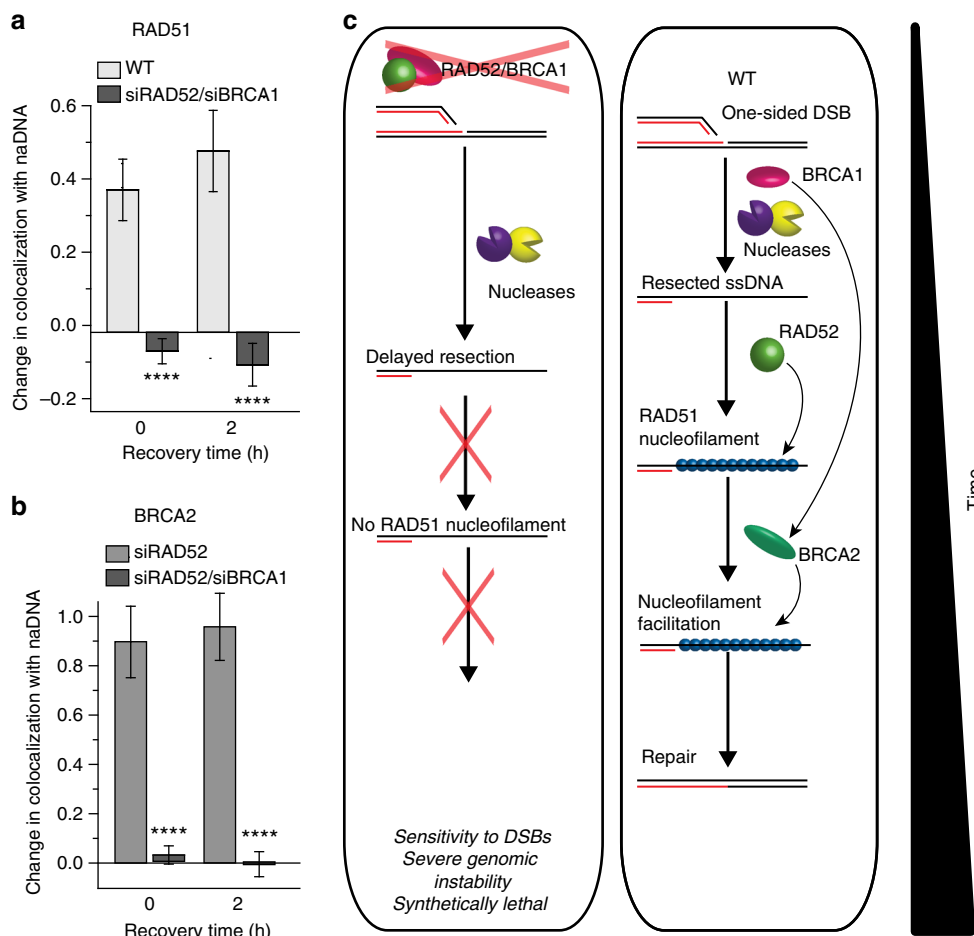 a
RAD51
WT
siRAD52/siBRCA1
Change in colocalization with naDNA
0.6
0.4
0.2
0.0
–0.2
****
****
0
2
Recovery time (h)
b
BRCA2
siRAD52
siRAD52/siBRCA1
Change in colocalization with naDNA
1.0
0.8
0.6
0.4
0.2
0.0
****
****
0
2
Recovery time (h)
c
RAD52/BRCA1
Nucleases
Delayed resection
No RAD51 nucleofilament
Sensitivity to DSBs
Severe genomic
instability
Synthetically lethal
WT
One-sided DSB
BRCA1
Nucleases
Resected ssDNA
RAD52
RAD51
nucleofilament
BRCA2
Nucleofilament
facilitation
Repair
Time